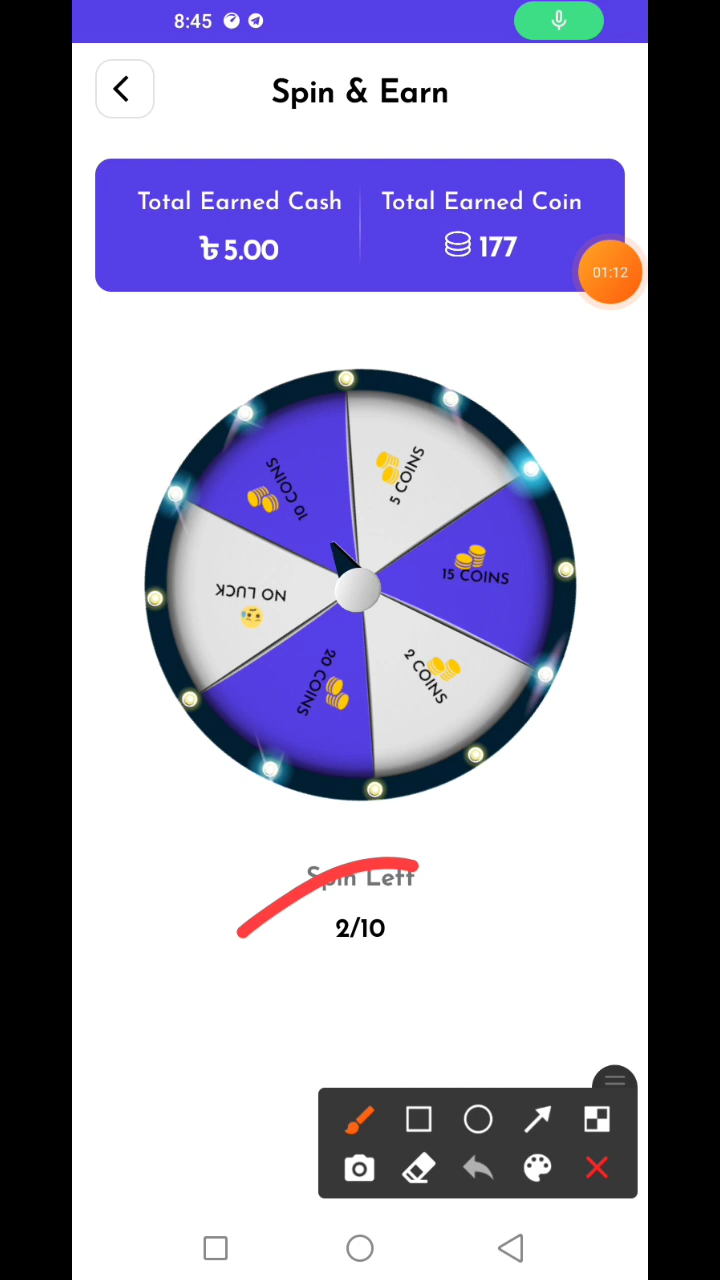 8:45
Spin & Earn
Total Earned Cash
Total Earned Coin
৳ 5.00
177
01:12
5 COINS
10 COINS
15 COINS
NO LUCK
20 COINS
2 COINS
Spin Left
2/10